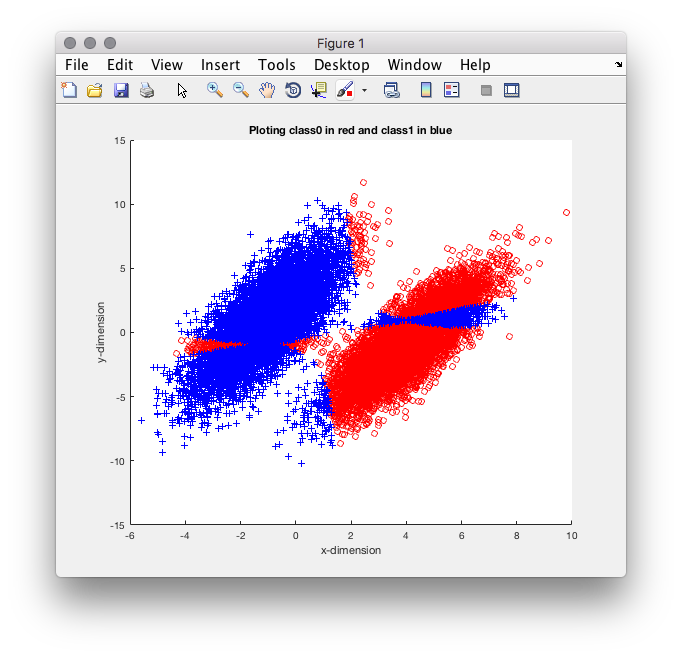 Figure 1
File Edit View Insert Tools Desktop Window Help
Ploting class0 in red and class1 in blue
15
10
5
0
-5
-10
-15
y-dimension
-6 -4 -2 0 2 4 6 8 10
x-dimension